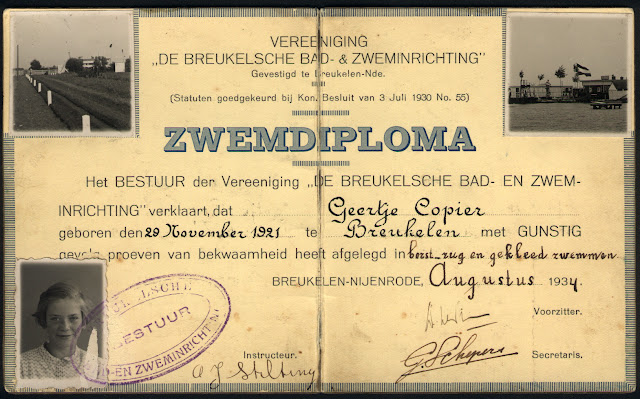 VEREENIGING
„DE BREUKELSCHE BAD- & ZWEMINRICHTING”
Gevestigd te Breukelen-Nde.
(Statuten goedgekeurd bij Kon. Besluit van 3 Juli 1930 No. 55)
ZWEMDIPLOMA
Het BESTUUR der Vereeniging „DE BREUKELSCHE BAD- EN ZWEM-
INRICHTING” verklaart, dat Geertje Copier
geboren den 29 November 1921 te Breukelen met GUNSTIG
gevolg proeven van bekwaamheid heeft afgelegd in borst-rug en gekleed zwemmen
BREUKELEN-NIJENRODE, Augustus 1934.
Voorzitter.
BESTUUR
Instructeur. A J Stilting
G. Schepers Secretaris.